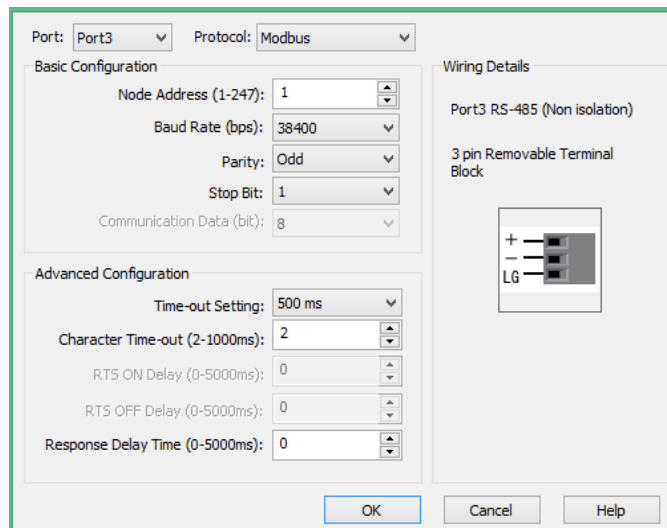 Port: Port3 Protocol: Modbus
Basic Configuration
Node Address (1-247): 1
Baud Rate (bps): 38400
Parity: Odd
Stop Bit: 1
Communication Data (bit): 8
Advanced Configuration
Time-out Setting: 500 ms
Character Time-out (2-1000ms): 2
RTS ON Delay (0-5000ms): 0
RTS OFF Delay (0-5000ms): 0
Response Delay Time (0-5000ms): 0
Wiring Details
Port3 RS-485 (Non isolation)
3 pin Removable Terminal
Block
+
−
LG
OK Cancel Help